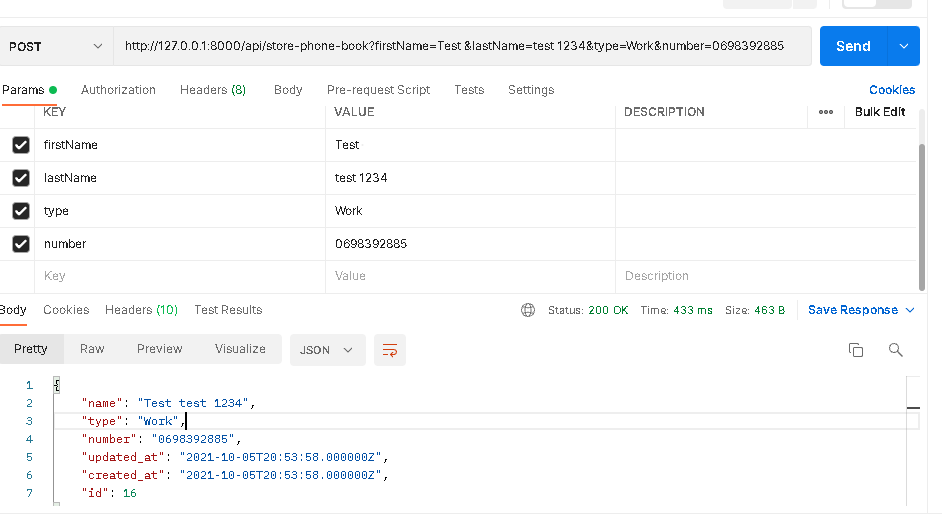 POST http://127.0.0.1:8000/api/store-phone-book?firstName=Test &lastName=test 1234&type=Work&number=0698392885 Send
Params Authorization Headers (8) Body Pre-request Script Tests Settings Cookies
KEY VALUE DESCRIPTION ••• Bulk Edit
firstName Test
lastName test 1234
type Work
number 0698392885
Key Value Description
Body Cookies Headers (10) Test Results Status: 200 OK Time: 433 ms Size: 463 B Save Response
Pretty Raw Preview Visualize JSON
1 {
2 "name": "Test test 1234",
3 "type": "Work",
4 "number": "0698392885",
5 "updated_at": "2021-10-05T20:53:58.000000Z",
6 "created_at": "2021-10-05T20:53:58.000000Z",
7 "id": 16